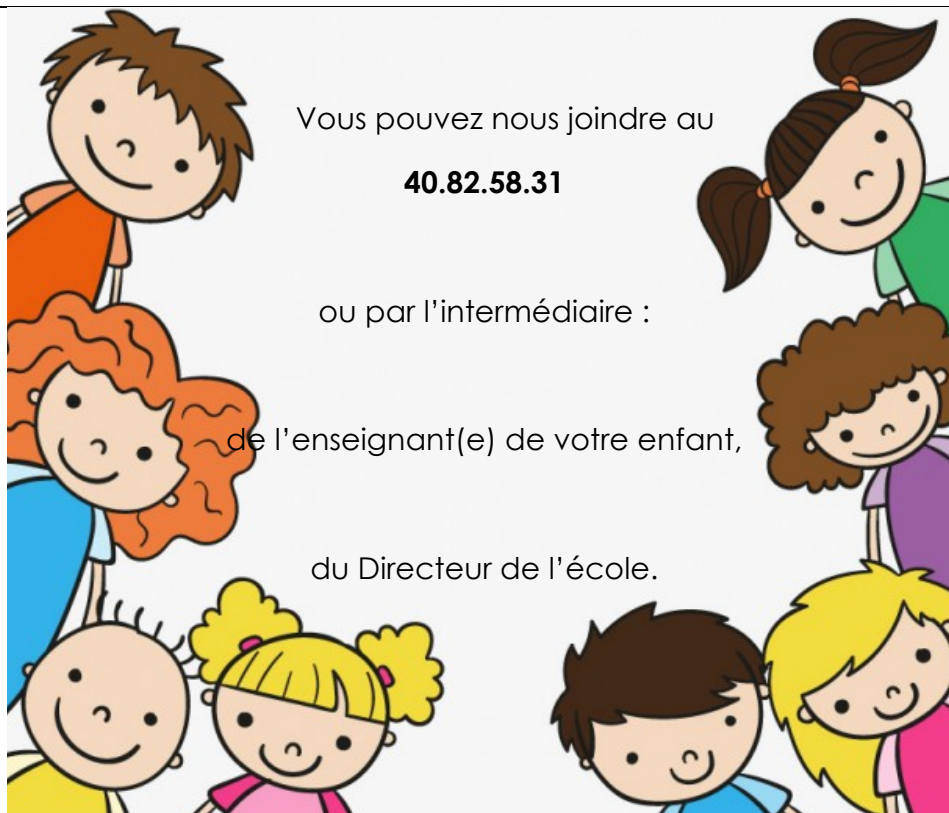 Vous pouvez nous joindre au
40.82.58.31
ou par l’intermédiaire :
de l’enseignant(e) de votre enfant,
du Directeur de l’école.